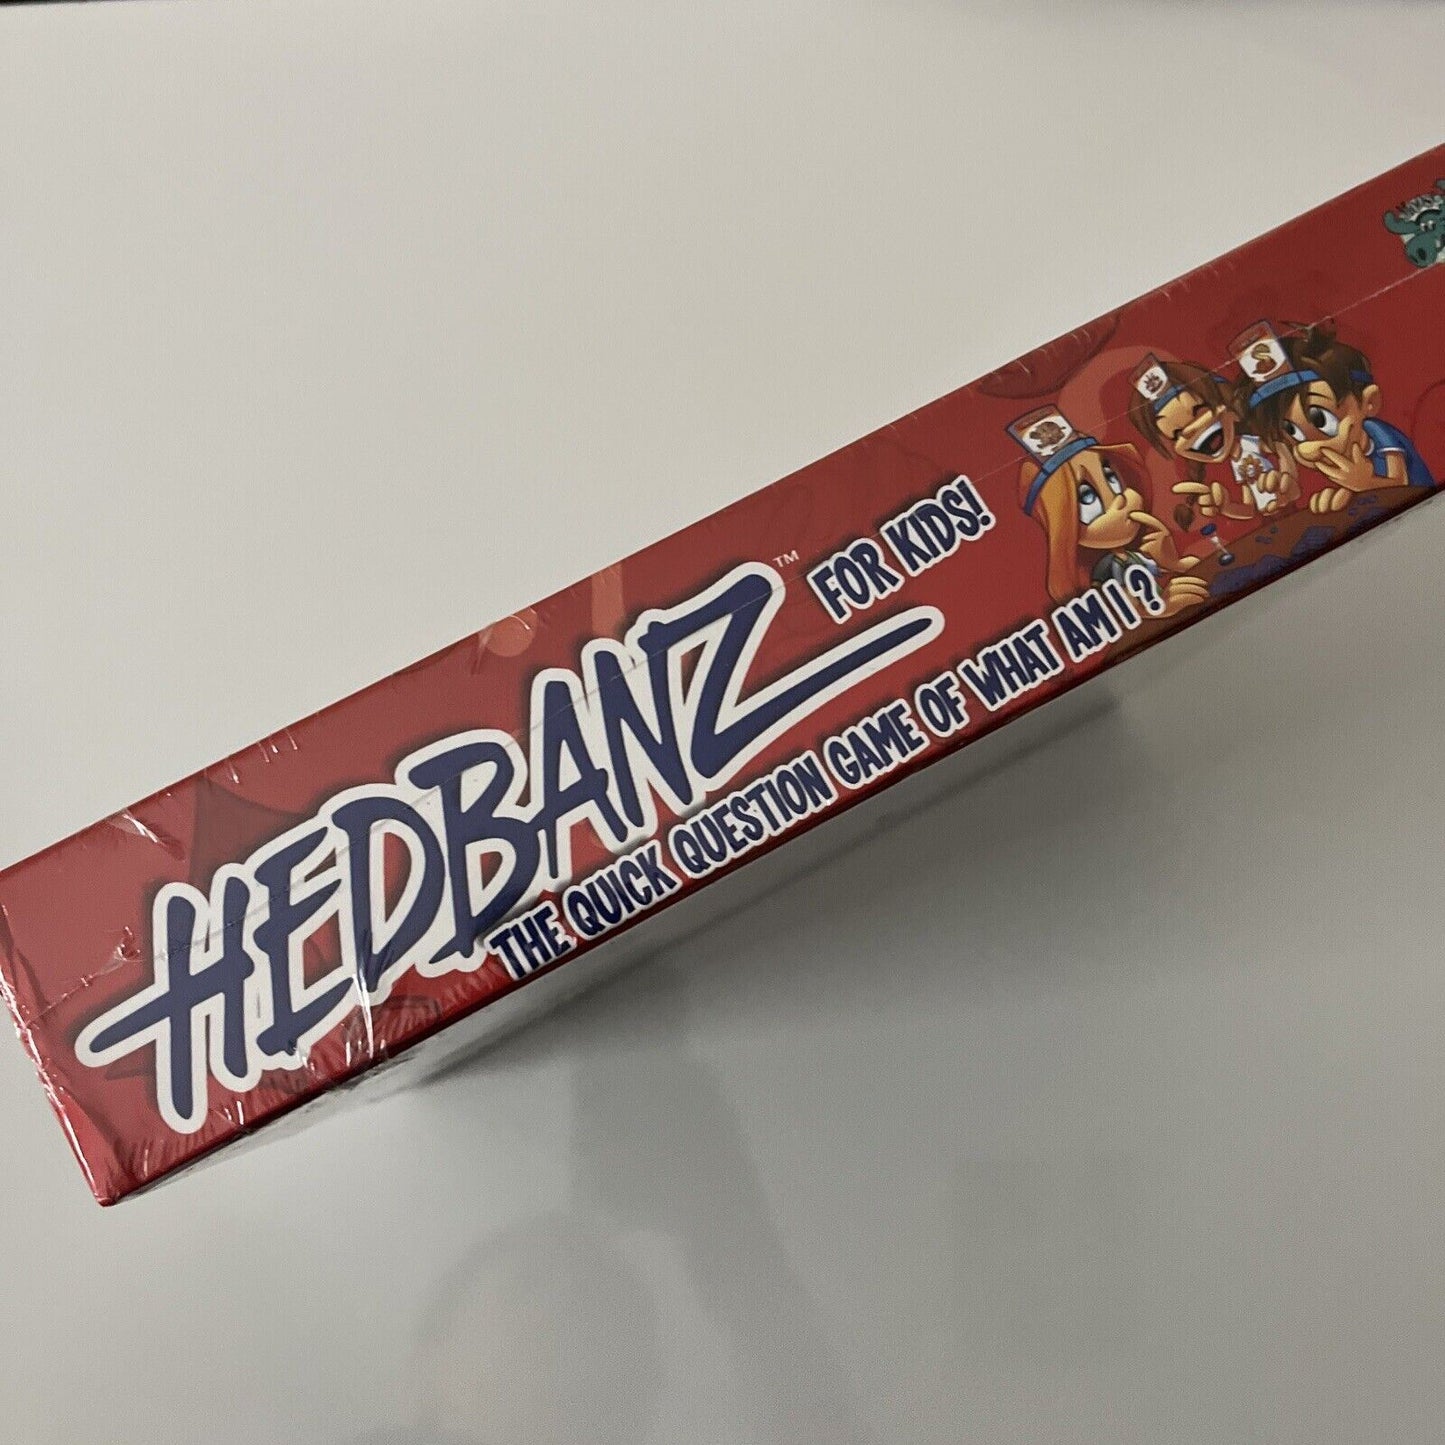 HEDBANZ™
FOR KIDS!
THE QUICK QUESTION GAME OF WHAT AM I?
S